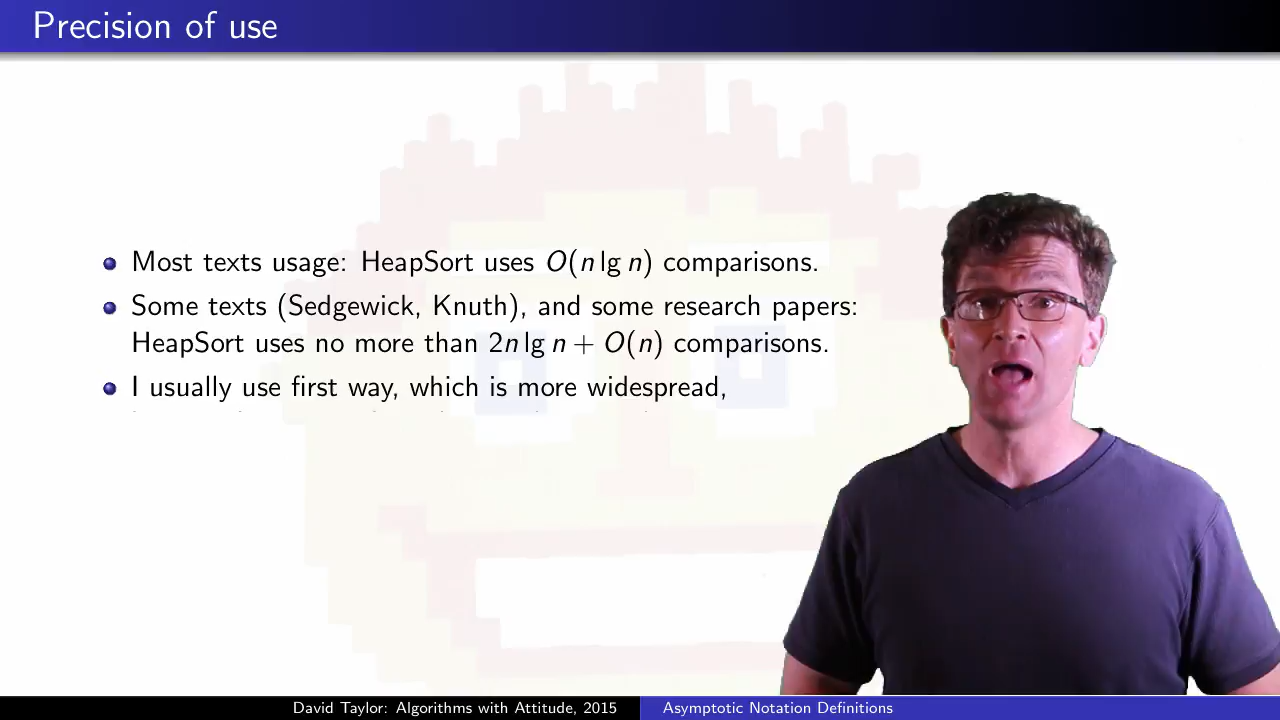 Precision of use
Most texts usage: HeapSort uses O(n lg n) comparisons.
Some texts (Sedgewick, Knuth), and some research papers:
HeapSort uses no more than 2n lg n + O(n) comparisons.
I usually use first way, which is more widespread,
David Taylor: Algorithms with Attitude, 2015
Asymptotic Notation Definitions